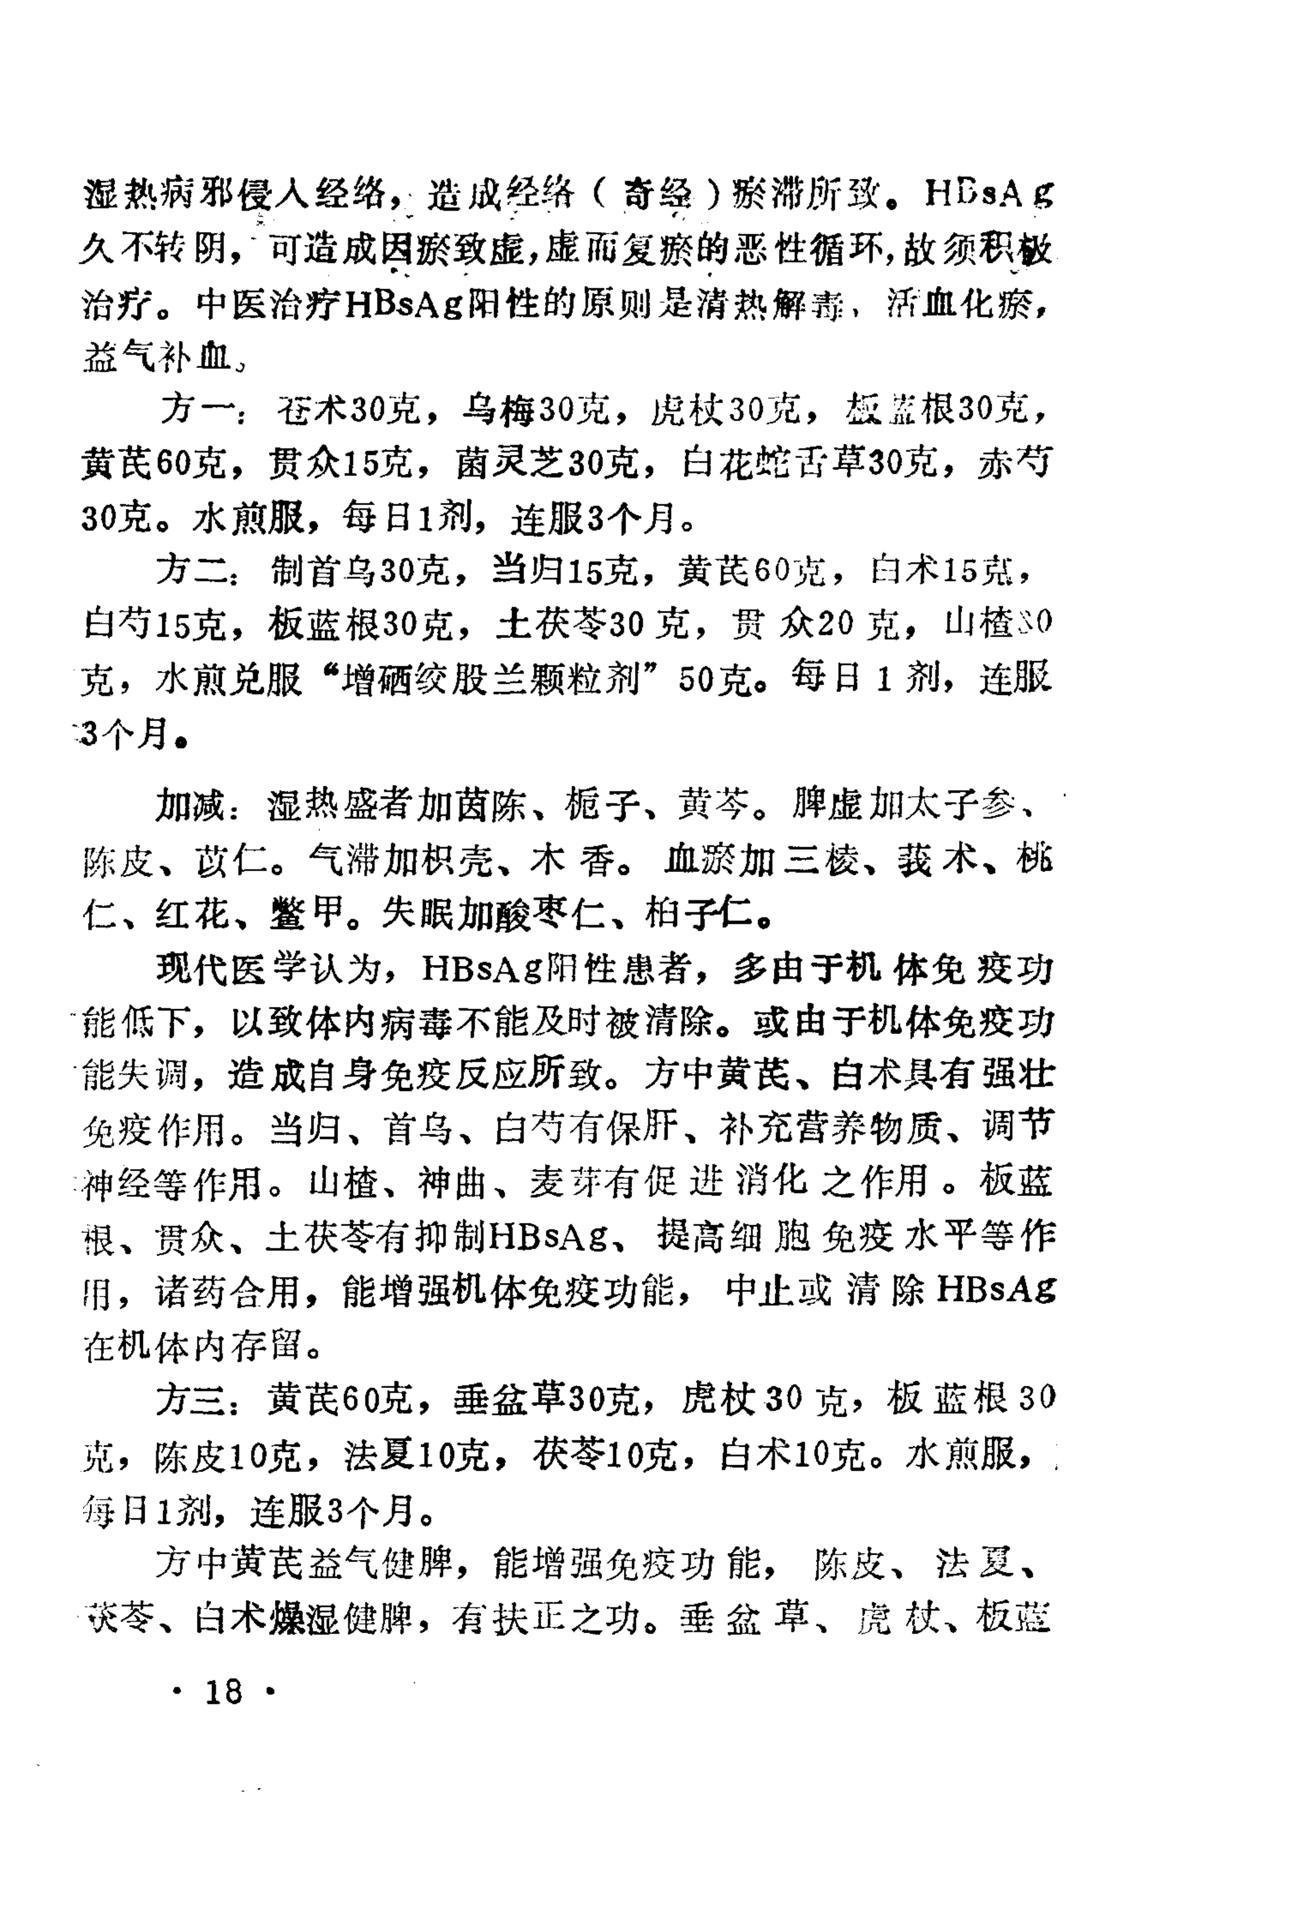 湿热病邪侵入经络，造成经络（奇经）瘀滞所致。HBsAg
久不转阴，可造成因瘀致虚，虚而复瘀的恶性循环，故须积极
治疗。中医治疗HBsAg阳性的原则是清热解毒、活血化瘀，
益气补血。
方一：苍术30克，乌梅30克，虎杖30克，板蓝根30克，
黄芪60克，贯众15克，菌灵芝30克，白花蛇舌草30克，赤芍
30克。水煎服，每日1剂，连服3个月。
方二：制首乌30克，当归15克，黄芪60克，白术15克，
白芍15克，板蓝根30克，土茯苓30克，贯众20克，山楂30
克，水煎兑服“增硒绞股兰颗粒剂”50克。每日1剂，连服
3个月。
加减：湿热盛者加茵陈、栀子、黄芩。脾虚加太子参、
陈皮、苡仁。气滞加枳壳、木香。血瘀加三棱、莪术、桃
仁、红花、鳖甲。失眠加酸枣仁、柏子仁。
现代医学认为，HBsAg阳性患者，多由于机体免疫功
能低下，以致体内病毒不能及时被清除。或由于机体免疫功
能失调，造成自身免疫反应所致。方中黄芪、白术具有强壮
免疫作用。当归、首乌、白芍有保肝、补充营养物质、调节
神经等作用。山楂、神曲、麦芽有促进消化之作用。板蓝
根、贯众、土茯苓有抑制HBsAg、提高细胞免疫水平等作
用，诸药合用，能增强机体免疫功能，中止或清除HBsAg
在机体内存留。
方三：黄芪60克，垂盆草30克，虎杖30克，板蓝根30
克，陈皮10克，法夏10克，茯苓10克，白术10克。水煎服，
每日1剂，连服3个月。
方中黄芪益气健脾，能增强免疫功能，陈皮、法夏、
茯苓、白术燥湿健脾，有扶正之功。垂盆草、虎杖、板蓝
·18·